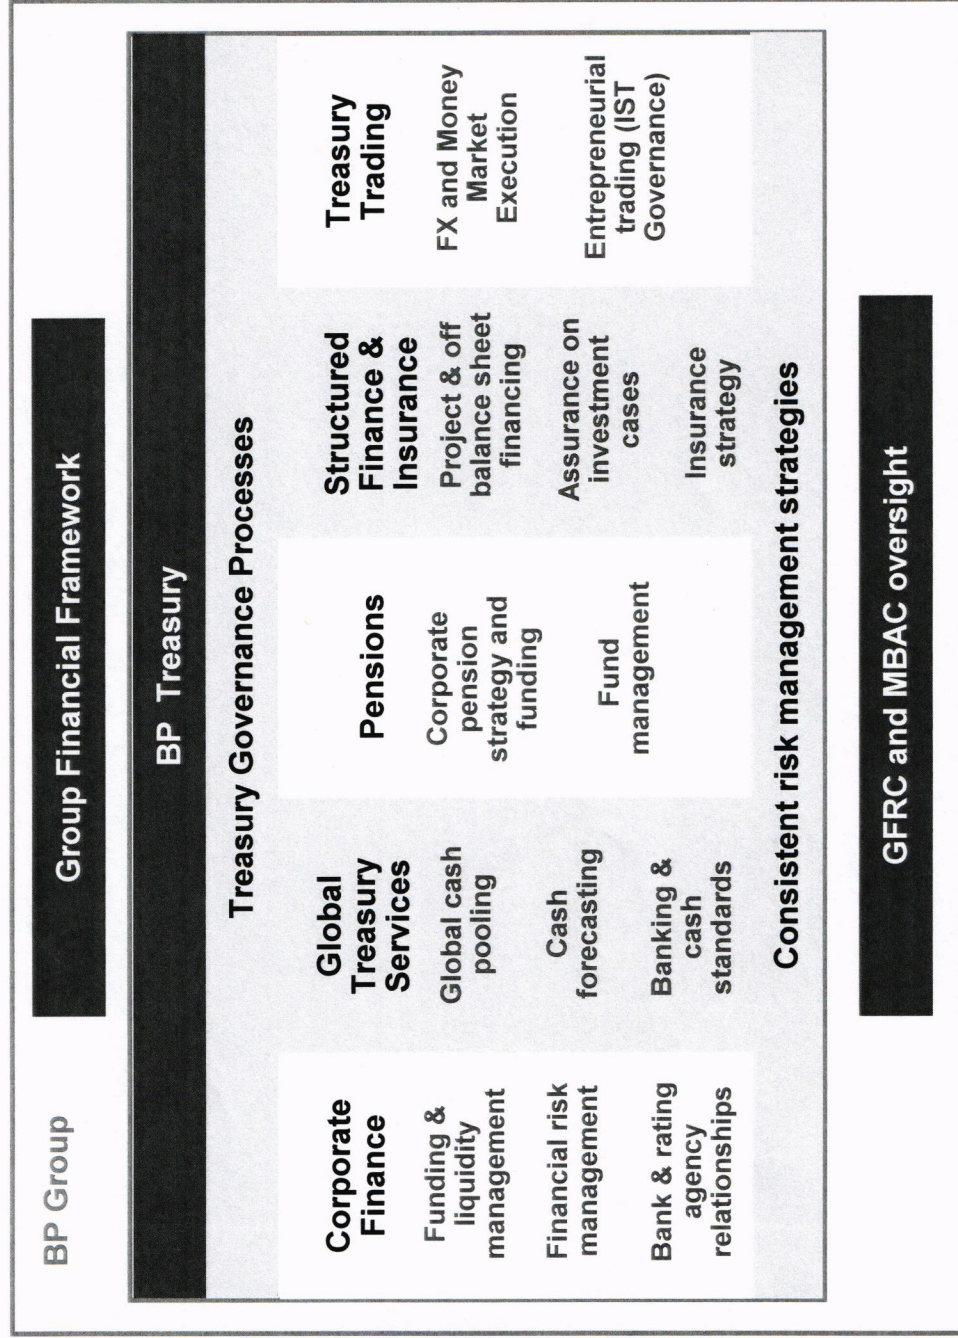 BP Group
Group Financial Framework
BP Treasury
Treasury Governance Processes
Corporate
Finance
Funding &
liquidity
management
Financial risk
management
Bank & rating
agency
relationships
Global
Treasury
Services
Global cash
pooling
Cash
forecasting
Banking &
cash
standards
Pensions
Corporate
pension
strategy and
funding
Fund
management
Structured
Finance &
Insurance
Project & off
balance sheet
financing
Assurance on
investment
cases
Insurance
strategy
Treasury
Trading
FX and Money
Market
Execution
Entrepreneurial
trading (IST
Governance)
Consistent risk management strategies
GFRC and MBAC oversight